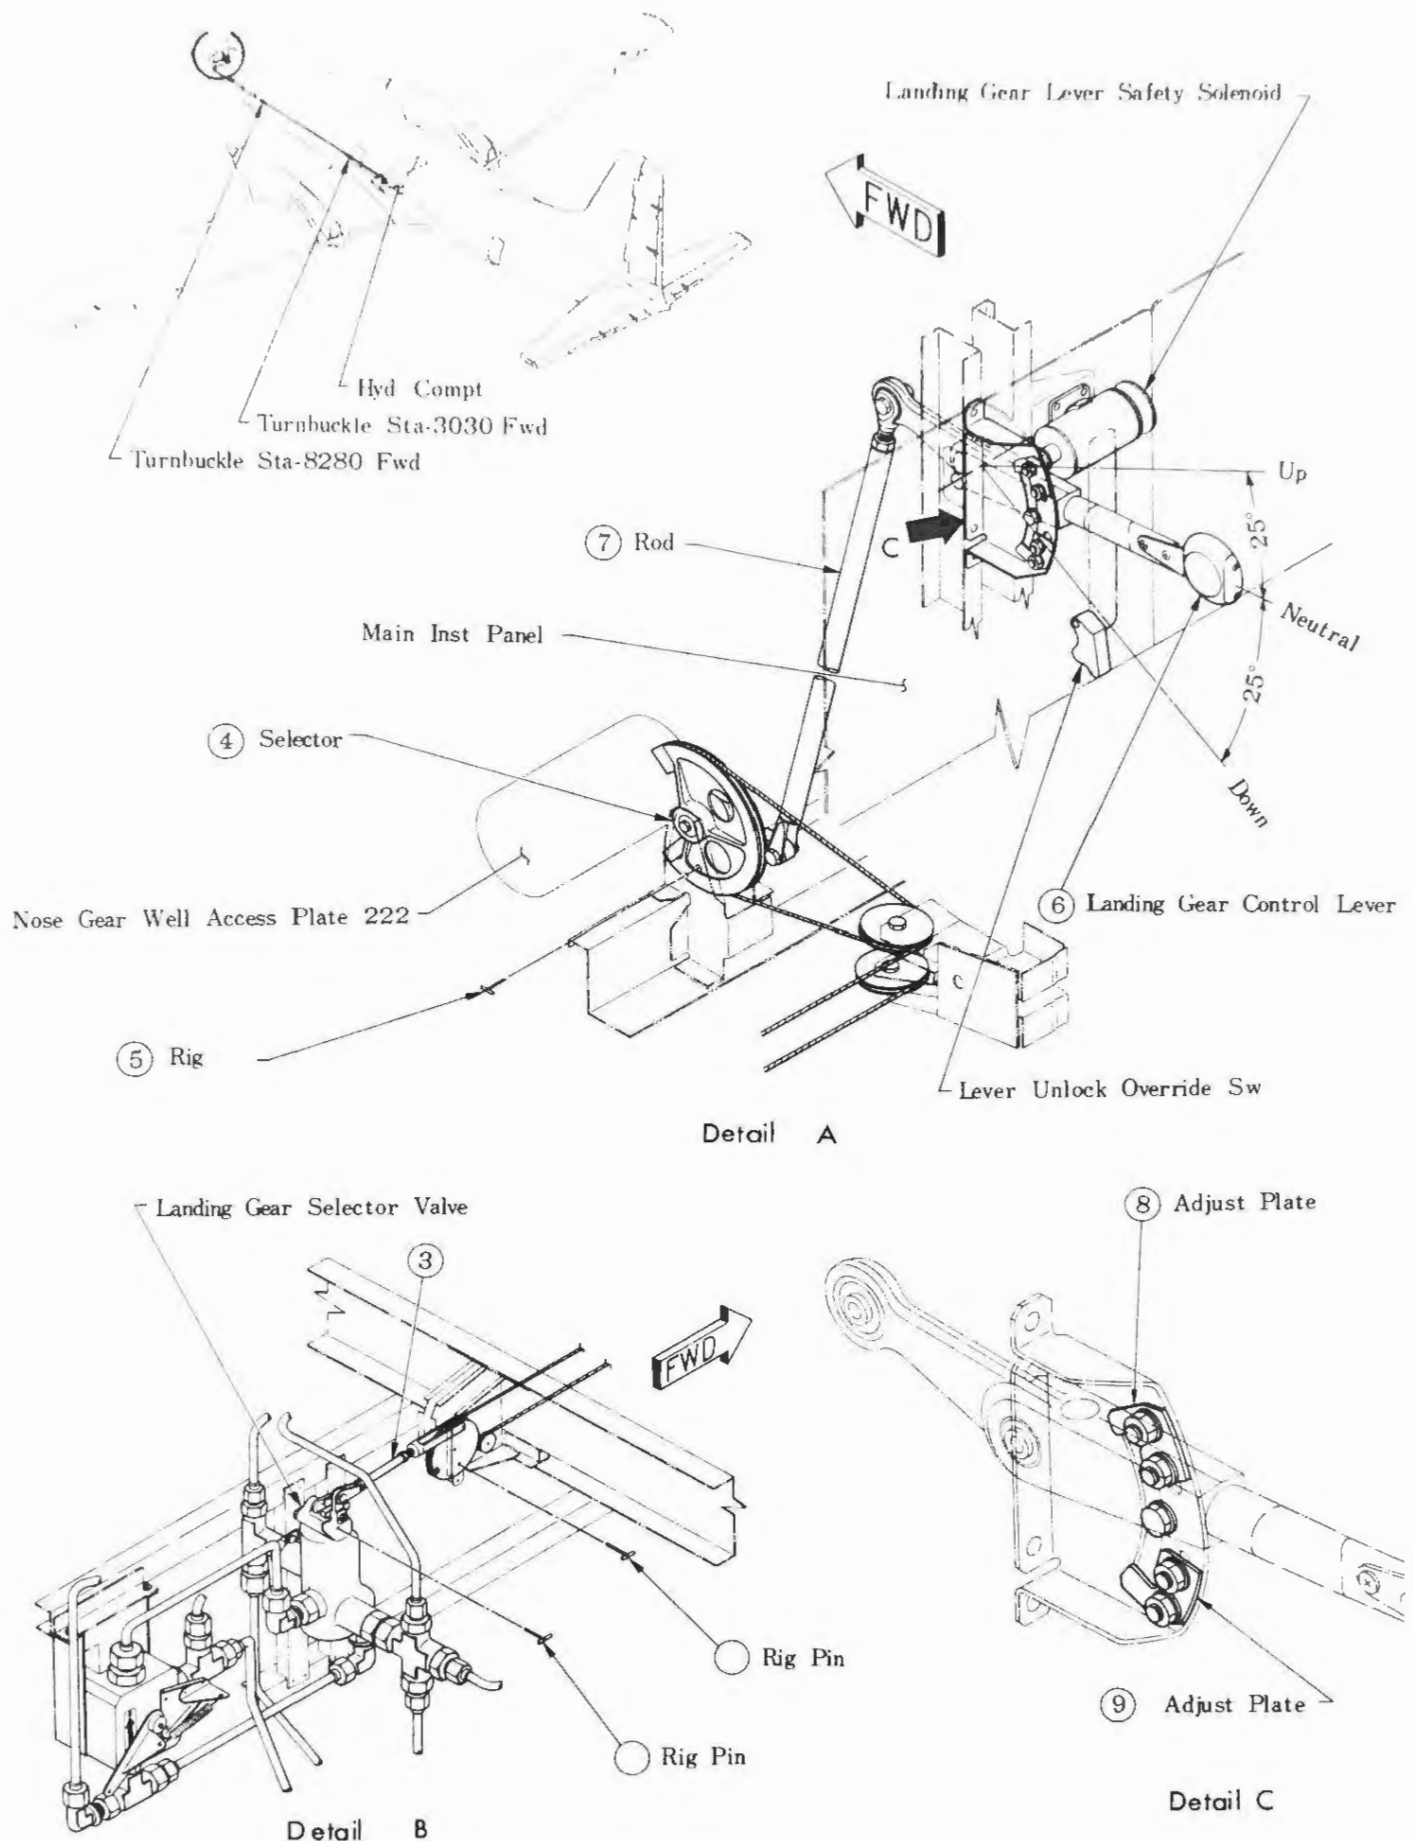 Landing Gear Lever Safety Solenoid
FWD
Hyd Compt
Turnbuckle Sta-3030 Fwd
Turnbuckle Sta-8280 Fwd
Up
25°
C
7 Rod
Neutral
Main Inst Panel
25°
4 Selector
Down
Nose Gear Well Access Plate 222
6 Landing Gear Control Lever
5 Rig
Lever Unlock Override Sw
Detail A
Landing Gear Selector Valve
8 Adjust Plate
3
FWD
Rig Pin
9 Adjust Plate
Rig Pin
Detail C
Detail B